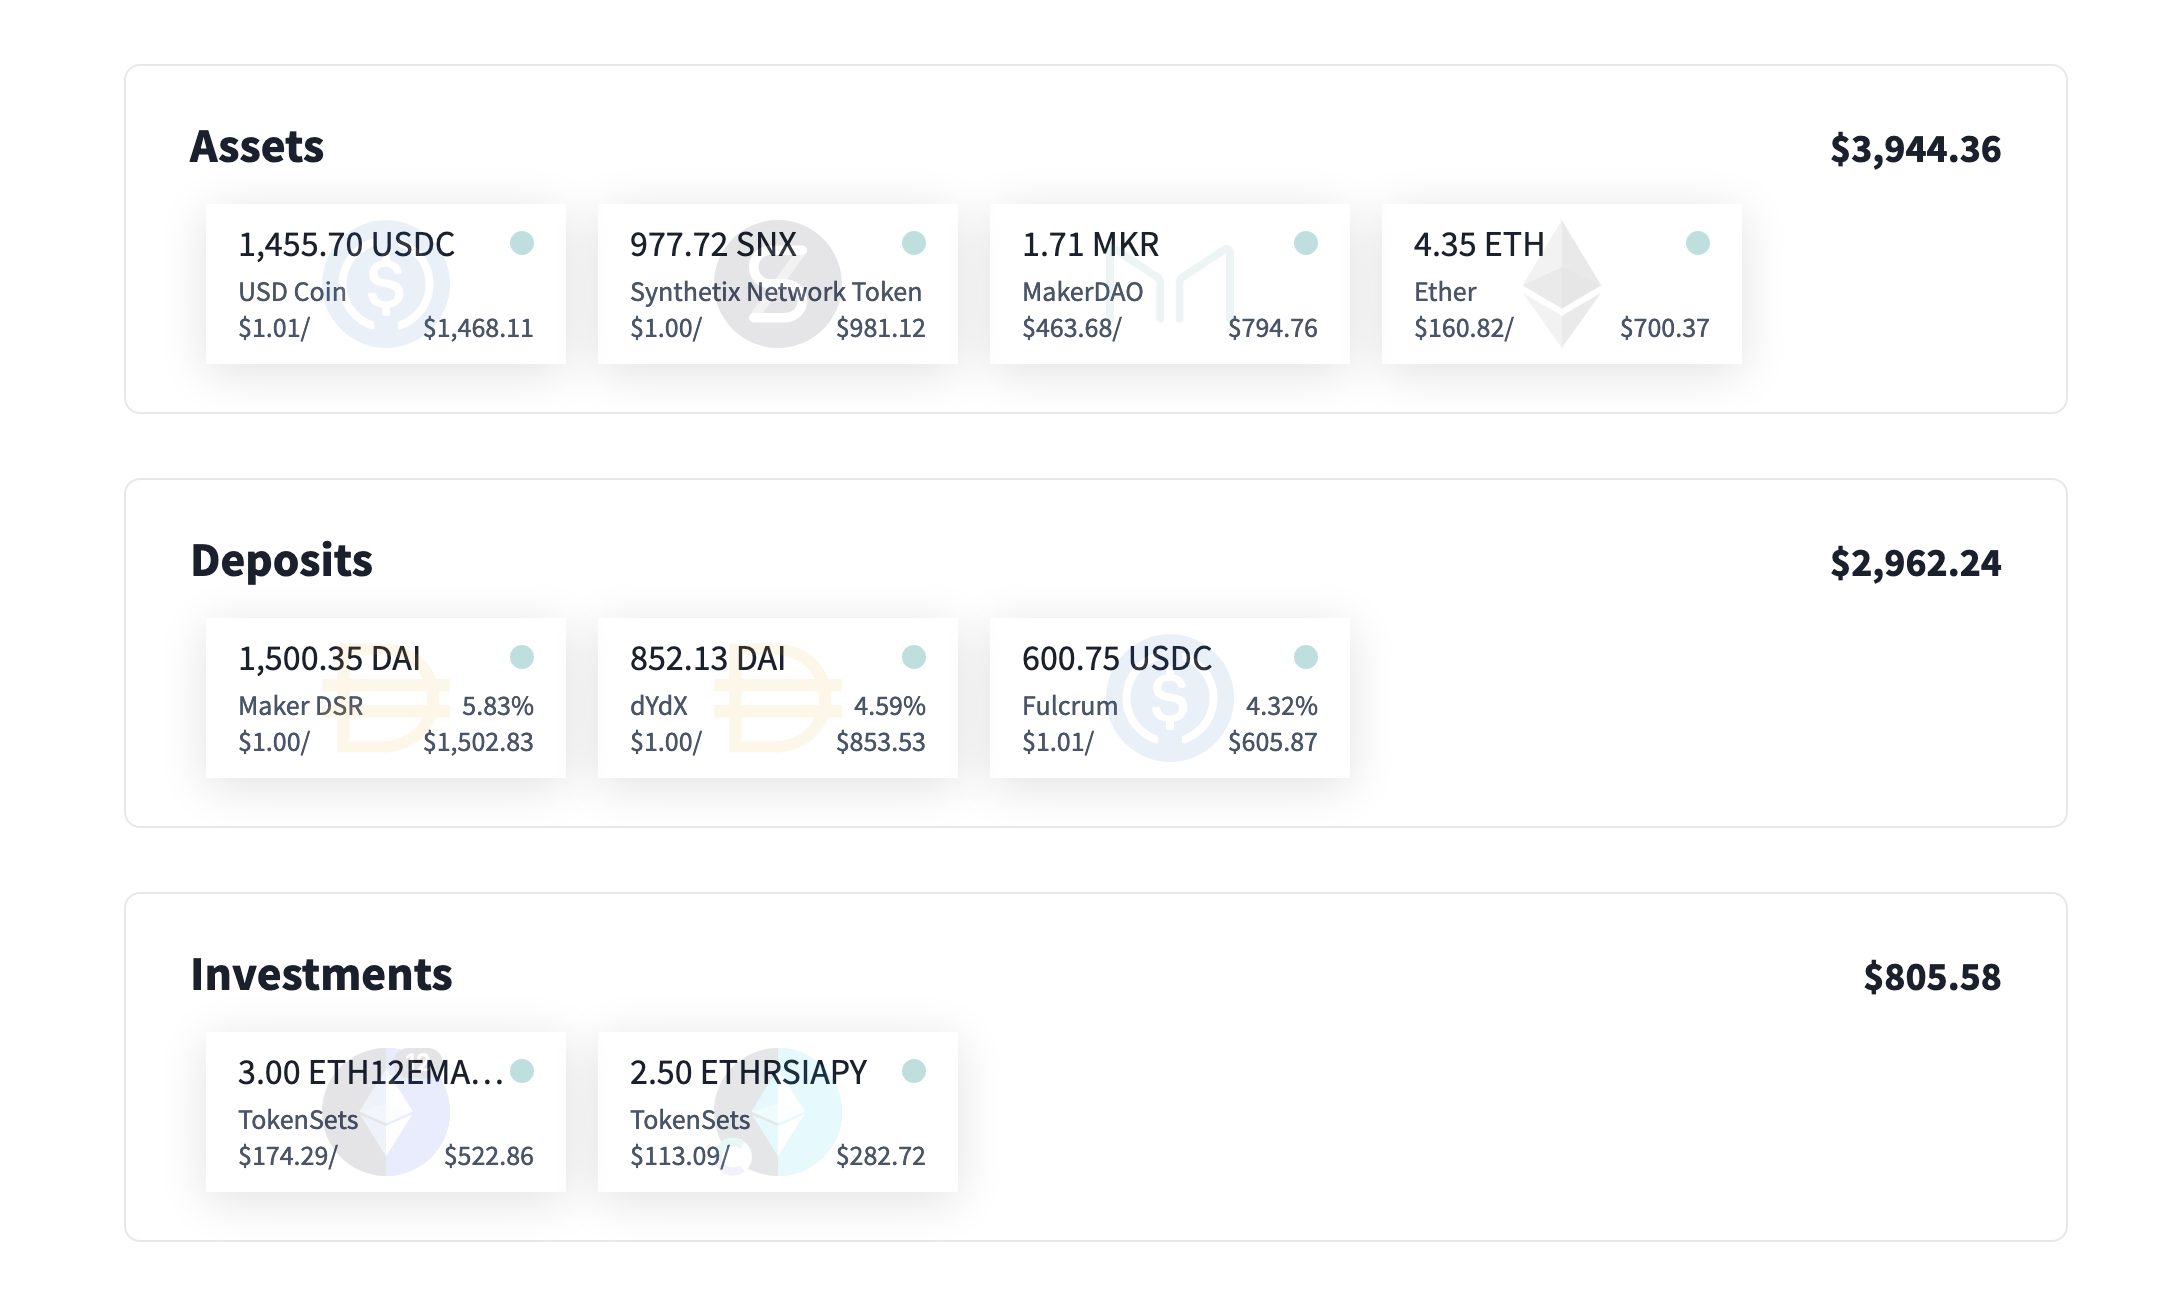 Assets
$3,944.36
1,455.70 USDC
USD Coin
$1.01/ $1,468.11
977.72 SNX
Synthetix Network Token
$1.00/ $981.12
1.71 MKR
MakerDAO
$463.68/ $794.76
4.35 ETH
Ether
$160.82/ $700.37
Deposits
$2,962.24
1,500.35 DAI
Maker DSR 5.83%
$1.00/ $1,502.83
852.13 DAI
dYdX 4.59%
$1.00/ $853.53
600.75 USDC
Fulcrum 4.32%
$1.01/ $605.87
Investments
$805.58
3.00 ETH12EMA…
TokenSets
$174.29/ $522.86
2.50 ETHRSIAPY
TokenSets
$113.09/ $282.72